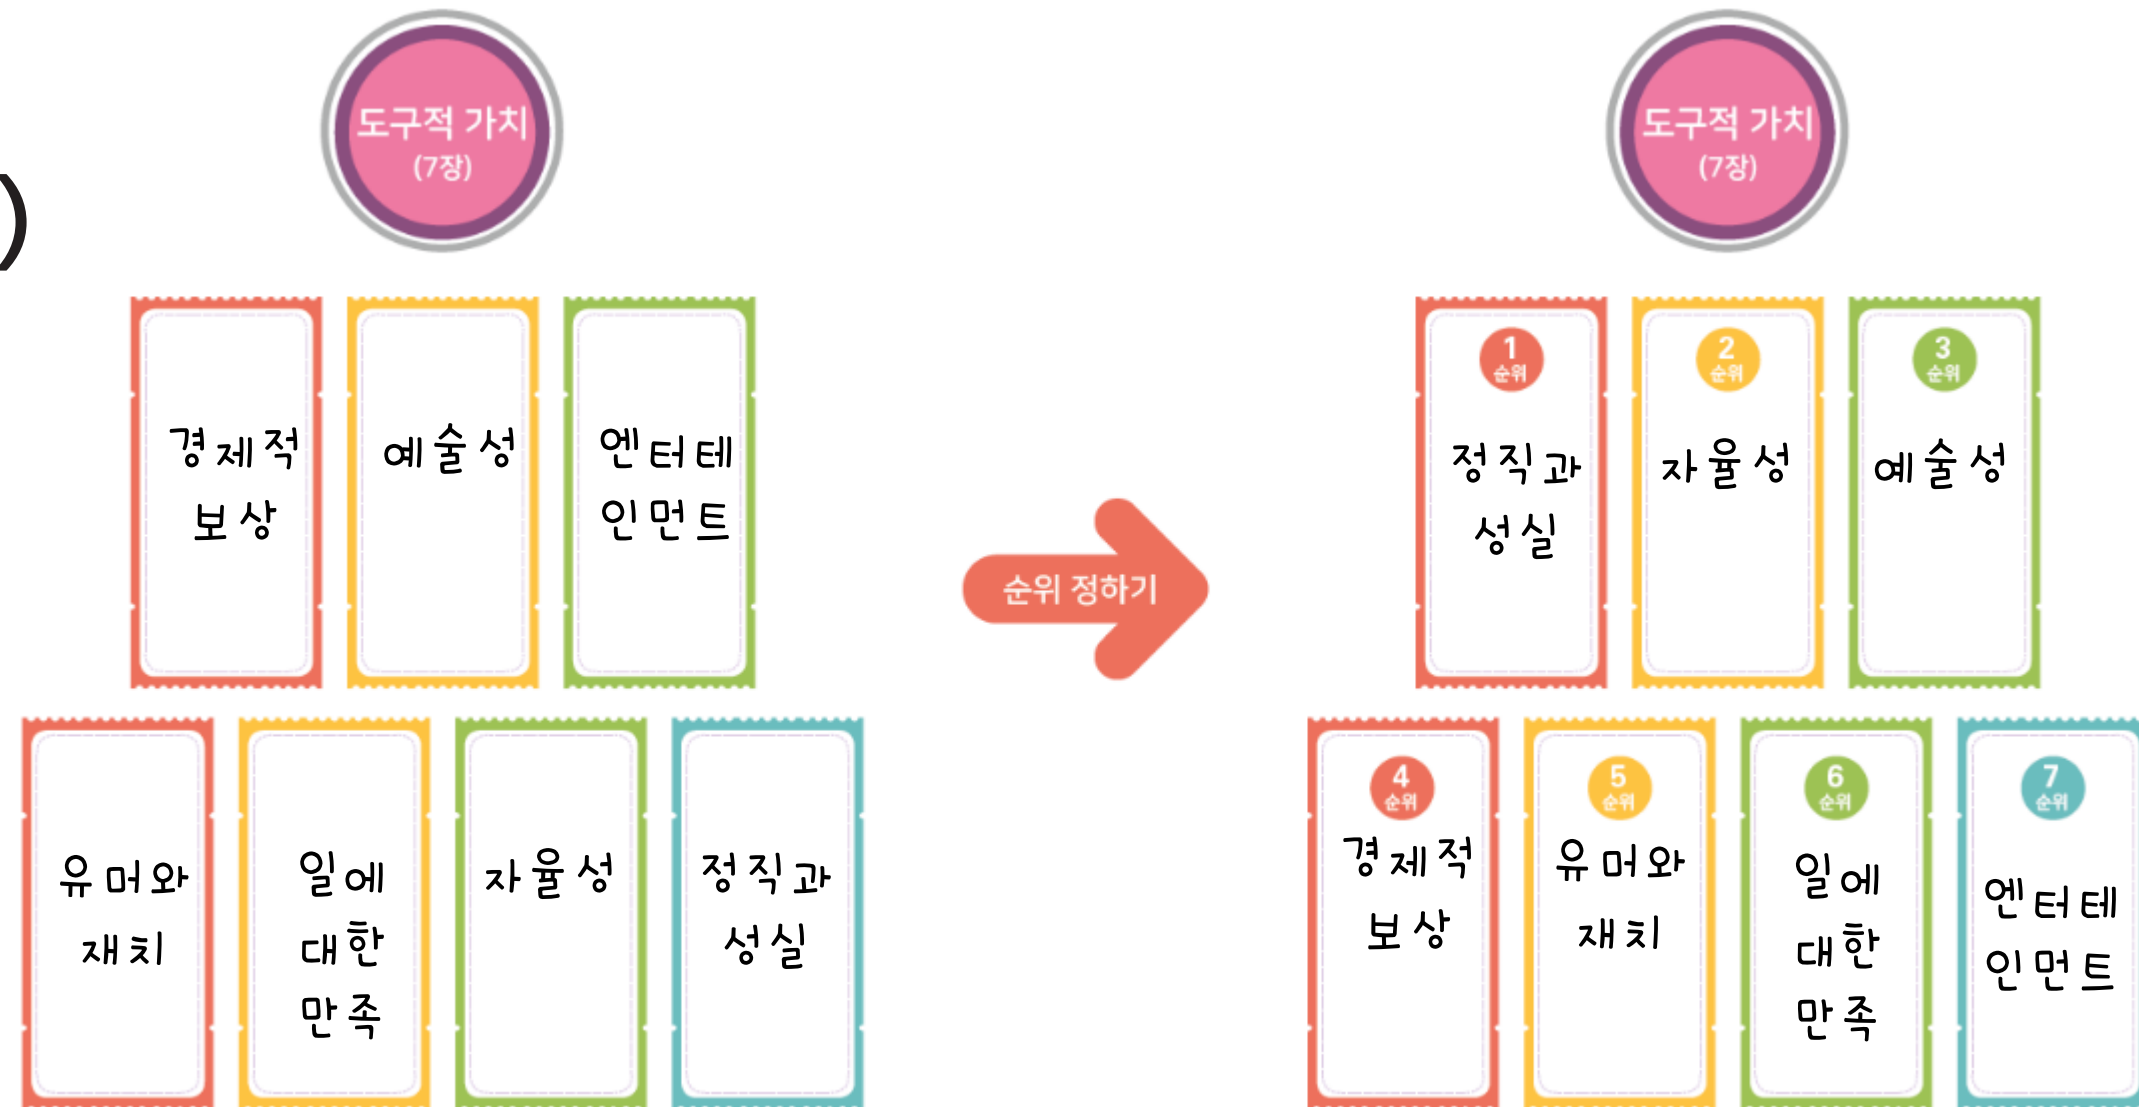 )
도구적 가치
(7장)
경제적
보상
예술성
엔터테
인먼트
유머와
재치
일에
대한
만족
자율성
정직과
성실
순위 정하기
도구적 가치
(7장)
1
순위
정직과
성실
2
순위
자율성
3
순위
예술성
4
순위
경제적
보상
5
순위
유머와
재치
6
순위
일에
대한
만족
7
순위
엔터테
인먼트